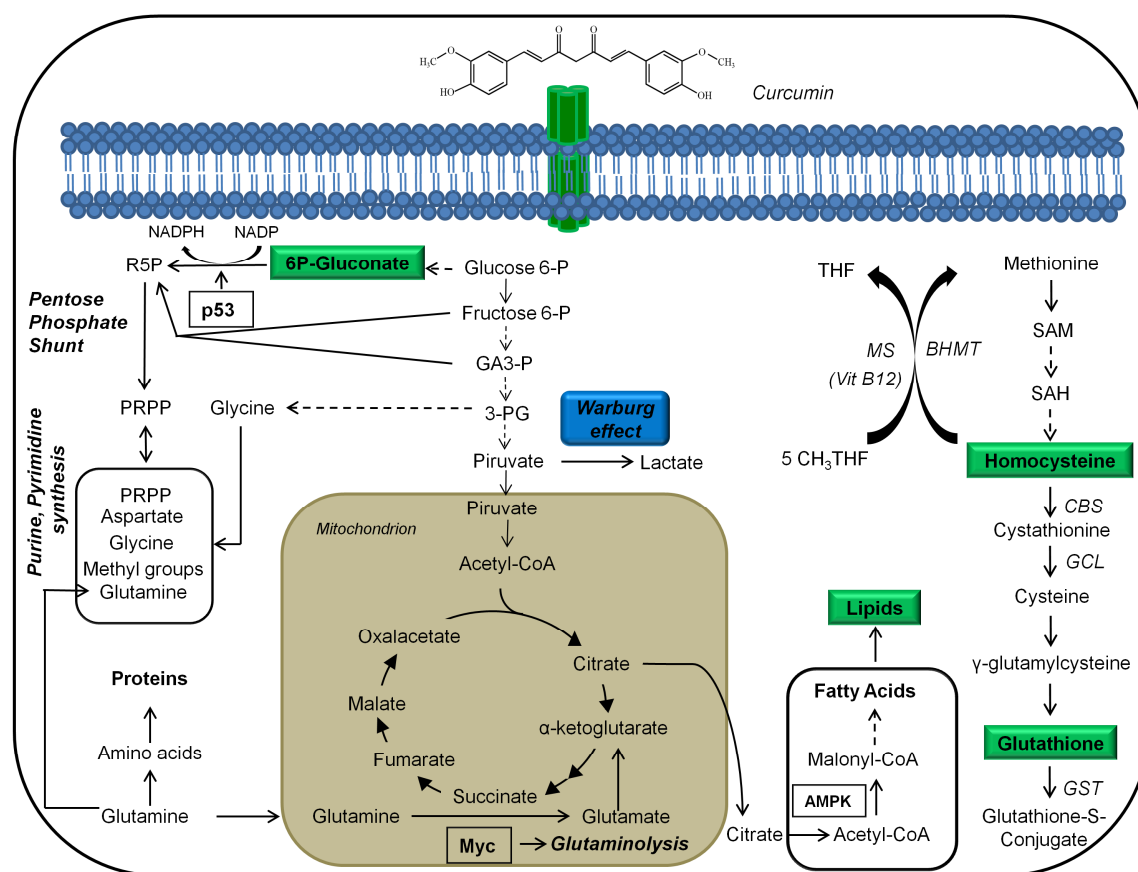 O
O
H₃C
O
O
CH₃
HO
OH
Curcumin
NADPH
NADP
R5P
6P-Gluconate
Glucose 6-P
THF
Methionine
p53
Pentose
Phosphate
Shunt
Fructose 6-P
SAM
MS
BHMT
(Vit B12)
GA3-P
SAH
PRPP
Glycine
3-PG
Warburg
effect
Piruvate
Lactate
5 CH₃THF
Homocysteine
Purine, Pyrimidine
synthesis
PRPP
Aspartate
Glycine
Methyl groups
Glutamine
Piruvate
Mitochondrion
CBS
Cystathionine
Acetyl-CoA
GCL
Cysteine
Lipids
Oxalacetate
Citrate
γ-glutamylcysteine
Proteins
Fatty Acids
Malate
α-ketoglutarate
Glutathione
Amino acids
Fumarate
Malonyl-CoA
Succinate
AMPK
GST
Glutamine
Glutamine
Glutamate
Glutathione-S-
Conjugate
Citrate
Acetyl-CoA
Myc
Glutaminolysis